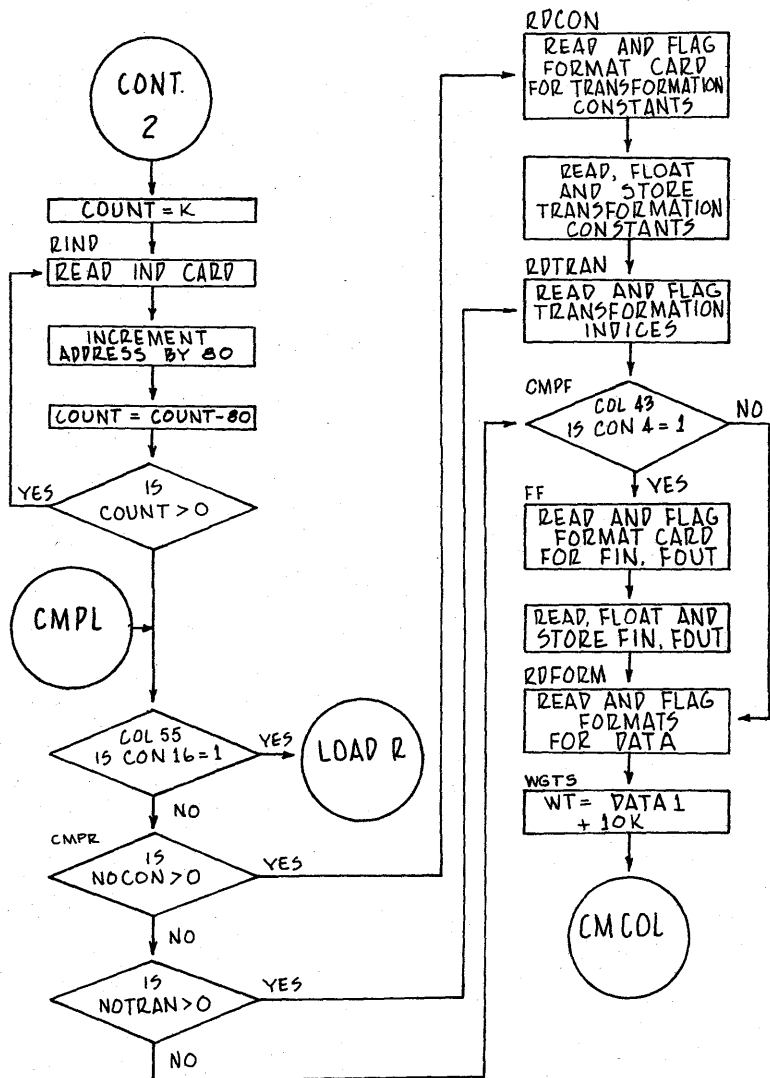 CONT.
2
COUNT = K
RIND
READ IND CARD
INCREMENT
ADDRESS BY 80
COUNT = COUNT-80
IS
COUNT > 0
YES
CMPL
COL 55
IS CON 16 = 1
YES
LOAD R
NO
CMPR
IS
NOCON > 0
YES
NO
IS
NOTRAN > 0
YES
NO
RDCON
READ AND FLAG
FORMAT CARD
FOR TRANSFORMATION
CONSTANTS
READ, FLOAT
AND STORE
TRANSFORMATION
CONSTANTS
RDTRAN
READ AND FLAG
TRANSFORMATION
INDICES
CMPF
COL 43
IS CON 4 = 1
NO
YES
FF
READ AND FLAG
FORMAT CARD
FOR FIN, FOUT
READ, FLOAT AND
STORE FIN, FOUT
RDFORM
READ AND FLAG
FORMATS
FOR DATA
WGTS
WT = DATA 1
+ 10K
CM COL